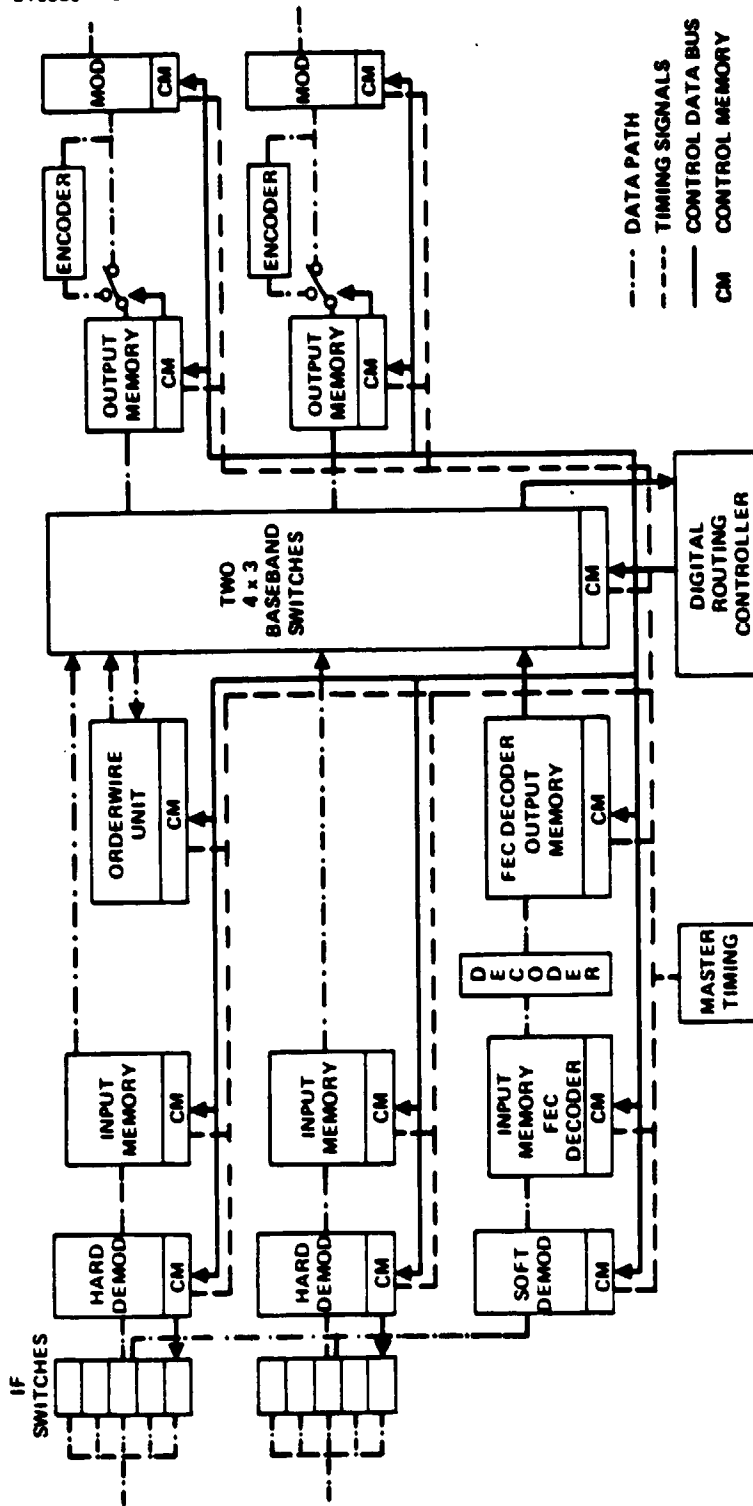 IF
SWITCHES
HARD
DEMOD
CM
INPUT
MEMORY
CM
ORDERWIRE
UNIT
CM
HARD
DEMOD
CM
INPUT
MEMORY
CM
SOFT
DEMOD
CM
INPUT
MEMORY
FEC
DECODER
CM
DECODER
FEC DECODER
OUTPUT
MEMORY
CM
MASTER
TIMING
TWO
4 x 3
BASEBAND
SWITCHES
CM
DIGITAL
ROUTING
CONTROLLER
OUTPUT
MEMORY
CM
ENCODER
MOD
CM
OUTPUT
MEMORY
CM
ENCODER
MOD
CM
DATA PATH
TIMING SIGNALS
CONTROL DATA BUS
CM CONTROL MEMORY